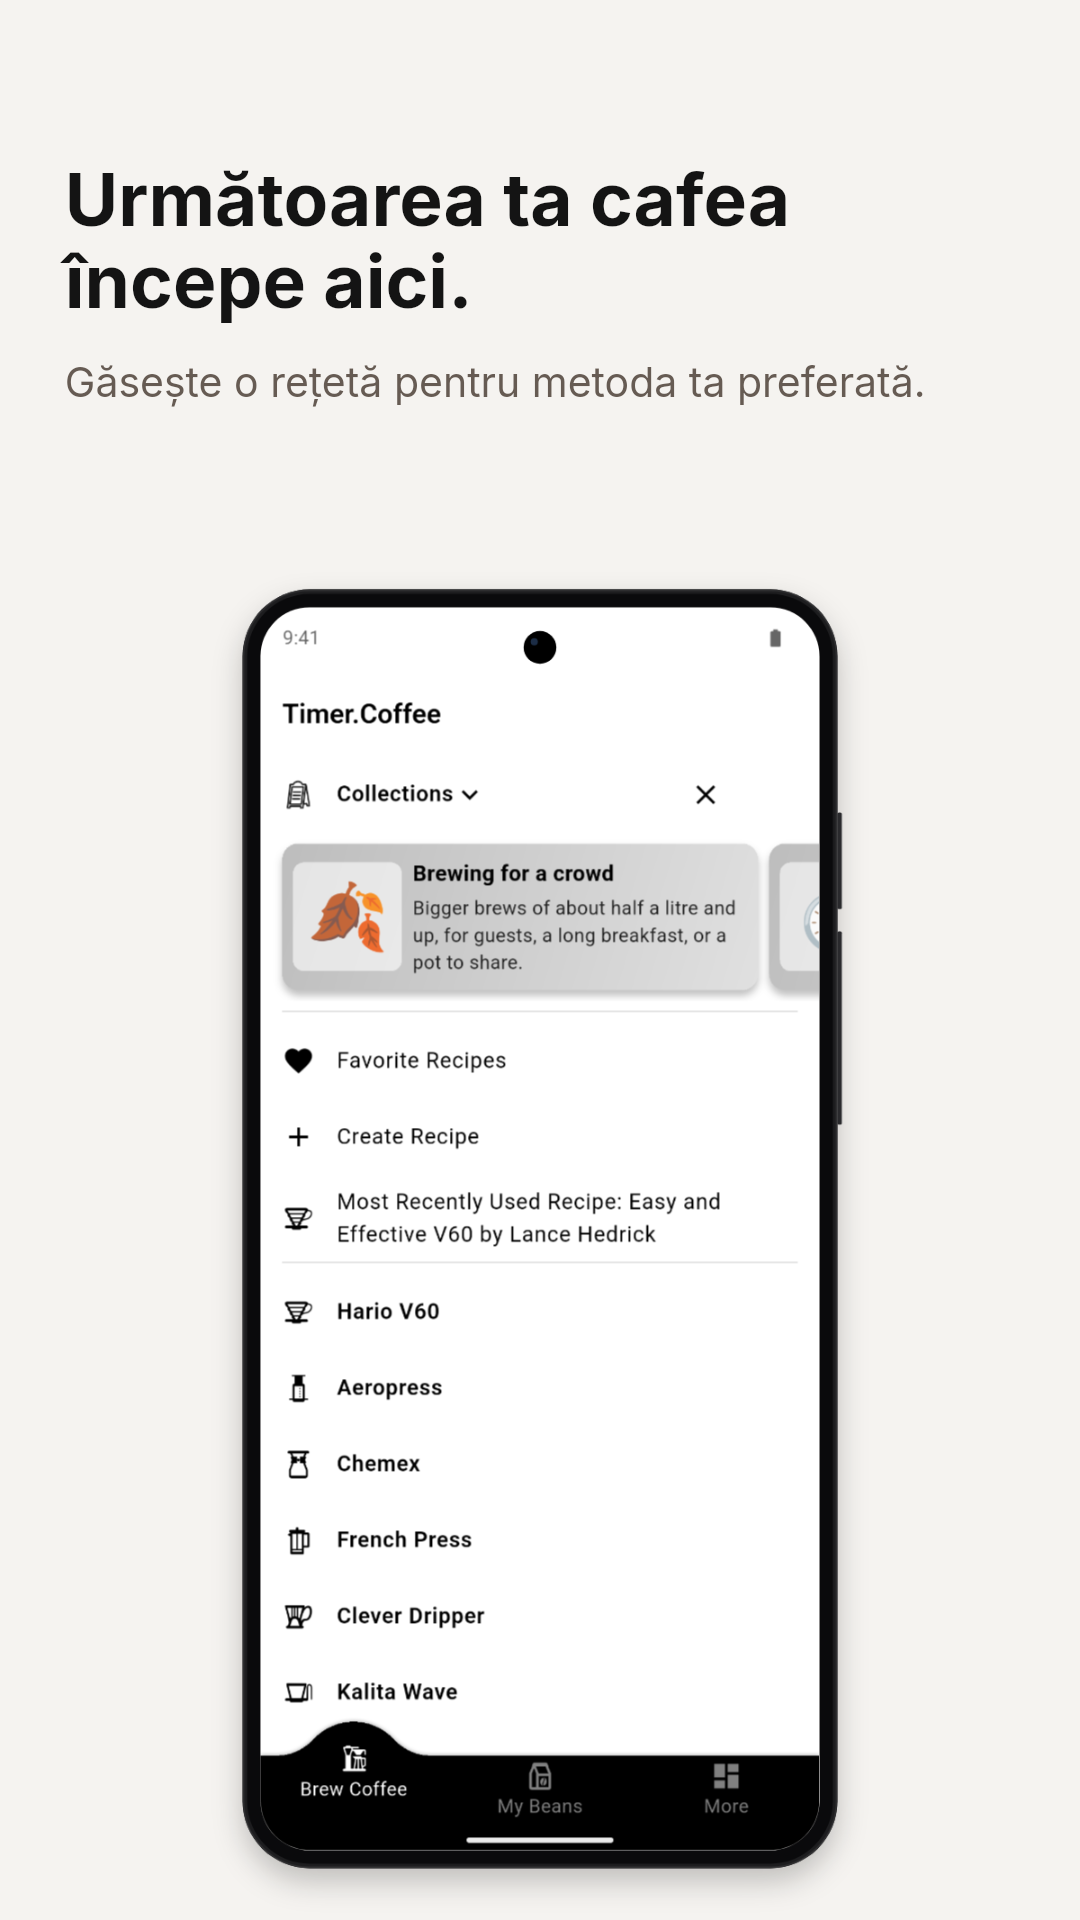 Următoarea ta cafea
începe aici.
Găsește o rețetă pentru metoda ta preferată.
9:41
Timer.Coffee
Collections
Brewing for a crowd
Bigger brews of about half a litre and
up, for guests, a long breakfast, or a
pot to share.
Favorite Recipes
Create Recipe
Most Recently Used Recipe: Easy and
Effective V60 by Lance Hedrick
Hario V60
Aeropress
Chemex
French Press
Clever Dripper
Kalita Wave
Brew Coffee
My Beans
More